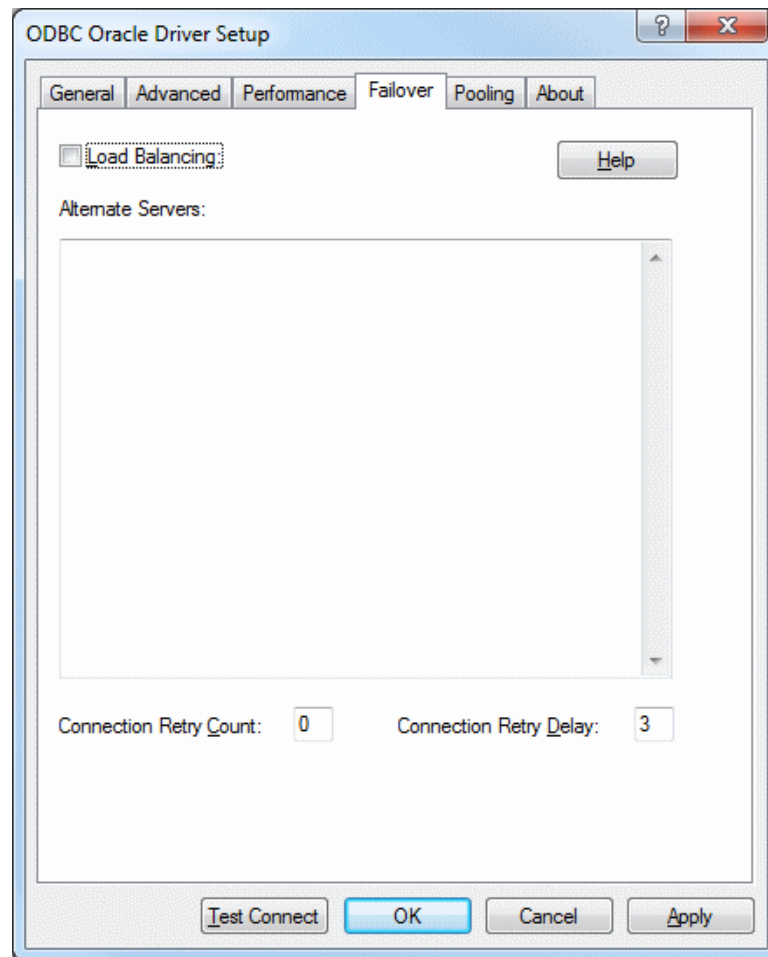 ODBC Oracle Driver Setup
General Advanced Performance Failover Pooling About
Load Balancing:
Help
Alternate Servers:
Connection Retry Count: 0 Connection Retry Delay: 3
Test Connect OK Cancel Apply